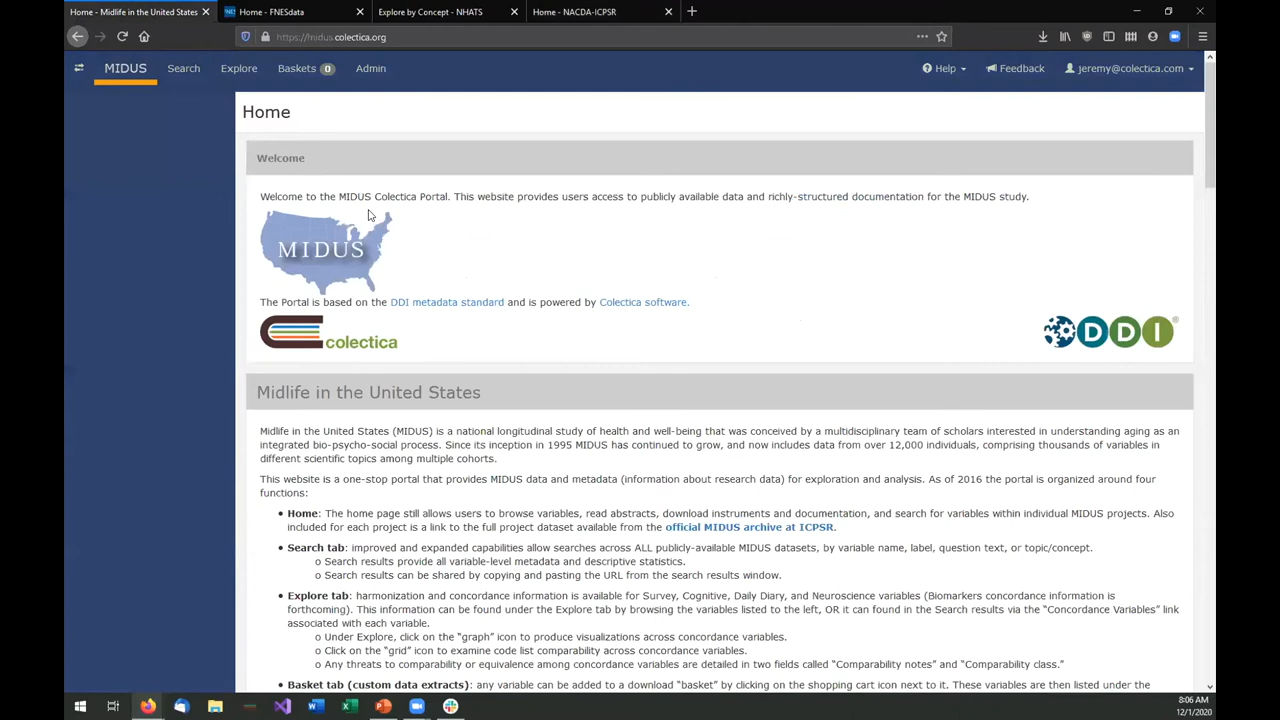 Home - Midlife in the United States
Home - FNESdata
Explore by Concept - NHATS
Home - NACDA-ICPSR
https://midus.colectica.org
MIDUS
Search
Explore
Baskets 0
Admin
Help
Feedback
jeremy@colectica.com
Home
Welcome
Welcome to the MIDUS Colectica Portal. This website provides users access to publicly available data and richly-structured documentation for the MIDUS study.
MIDUS
The Portal is based on the DDI metadata standard and is powered by Colectica software.
colectica
DDI®
Midlife in the United States
Midlife in the United States (MIDUS) is a national longitudinal study of health and well-being that was conceived by a multidisciplinary team of scholars interested in understanding aging as an
integrated bio-psycho-social process. Since its inception in 1995 MIDUS has continued to grow, and now includes data from over 12,000 individuals, comprising thousands of variables in
different scientific topics among multiple cohorts.
This website is a one-stop portal that provides MIDUS data and metadata (information about research data) for exploration and analysis. As of 2016 the portal is organized around four
functions:
• Home: The home page still allows users to browse variables, read abstracts, download instruments and documentation, and search for variables within individual MIDUS projects. Also
included for each project is a link to the full project dataset available from the official MIDUS archive at ICPSR.
• Search tab: improved and expanded capabilities allow searches across ALL publicly-available MIDUS datasets, by variable name, label, question text, or topic/concept.
o Search results provide all variable-level metadata and descriptive statistics.
o Search results can be shared by copying and pasting the URL from the search results window.
• Explore tab: harmonization and concordance information is available for Survey, Cognitive, Daily Diary, and Neuroscience variables (Biomarkers concordance information is
forthcoming). This information can be found under the Explore tab by browsing the variables listed to the left, OR it can found in the Search results via the “Concordance Variables” link
associated with each variable.
o Under Explore, click on the “graph” icon to produce visualizations across concordance variables.
o Click on the “grid” icon to examine code list comparability across concordance variables.
o Any threats to comparability or equivalence among concordance variables are detailed in two fields called “Comparability notes” and “Comparability class.”
• Basket tab (custom data extracts): any variable can be added to a download “basket” by clicking on the shopping cart icon next to it. These variables are then listed under the
8:06 AM
12/1/2020